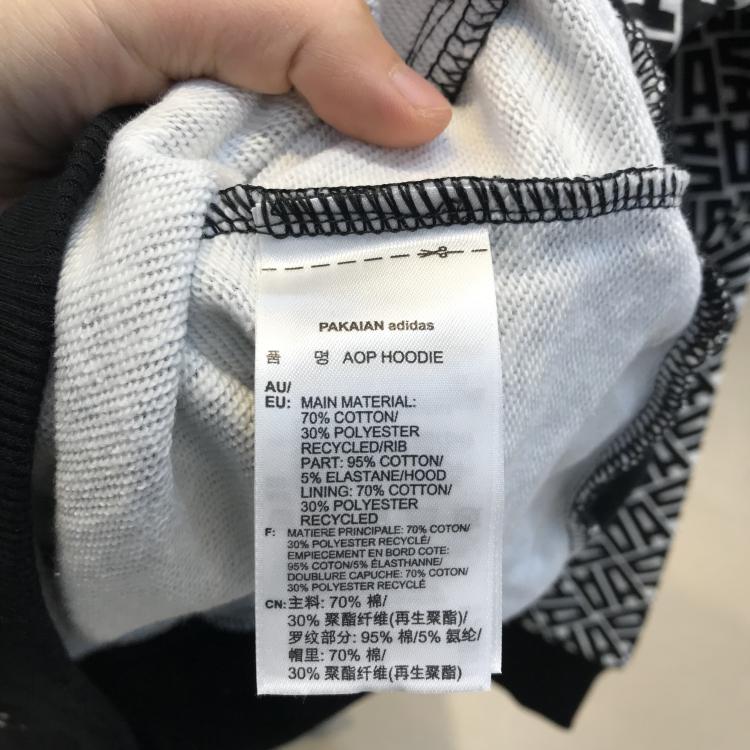 PAKAIAN adidas
품 명 AOP HOODIE
AU/
EU: MAIN MATERIAL:
70% COTTON/
30% POLYESTER
RECYCLED/RIB
PART: 95% COTTON/
5% ELASTANE/HOOD
LINING: 70% COTTON/
30% POLYESTER
RECYCLED
F: MATIERE PRINCIPALE: 70% COTON/
30% POLYESTER RECYCLÉ/
EMPIECEMENT EN BORD COTE:
95% COTON/5% ÉLASTHANNE/
DOUBLURE CAPUCHE: 70% COTON/
30% POLYESTER RECYCLÉ
CN: 主料: 70% 棉/
30% 聚酯纤维(再生聚酯)/
罗纹部分: 95% 棉/5% 氨纶/
帽里: 70% 棉/
30% 聚酯纤维(再生聚酯)